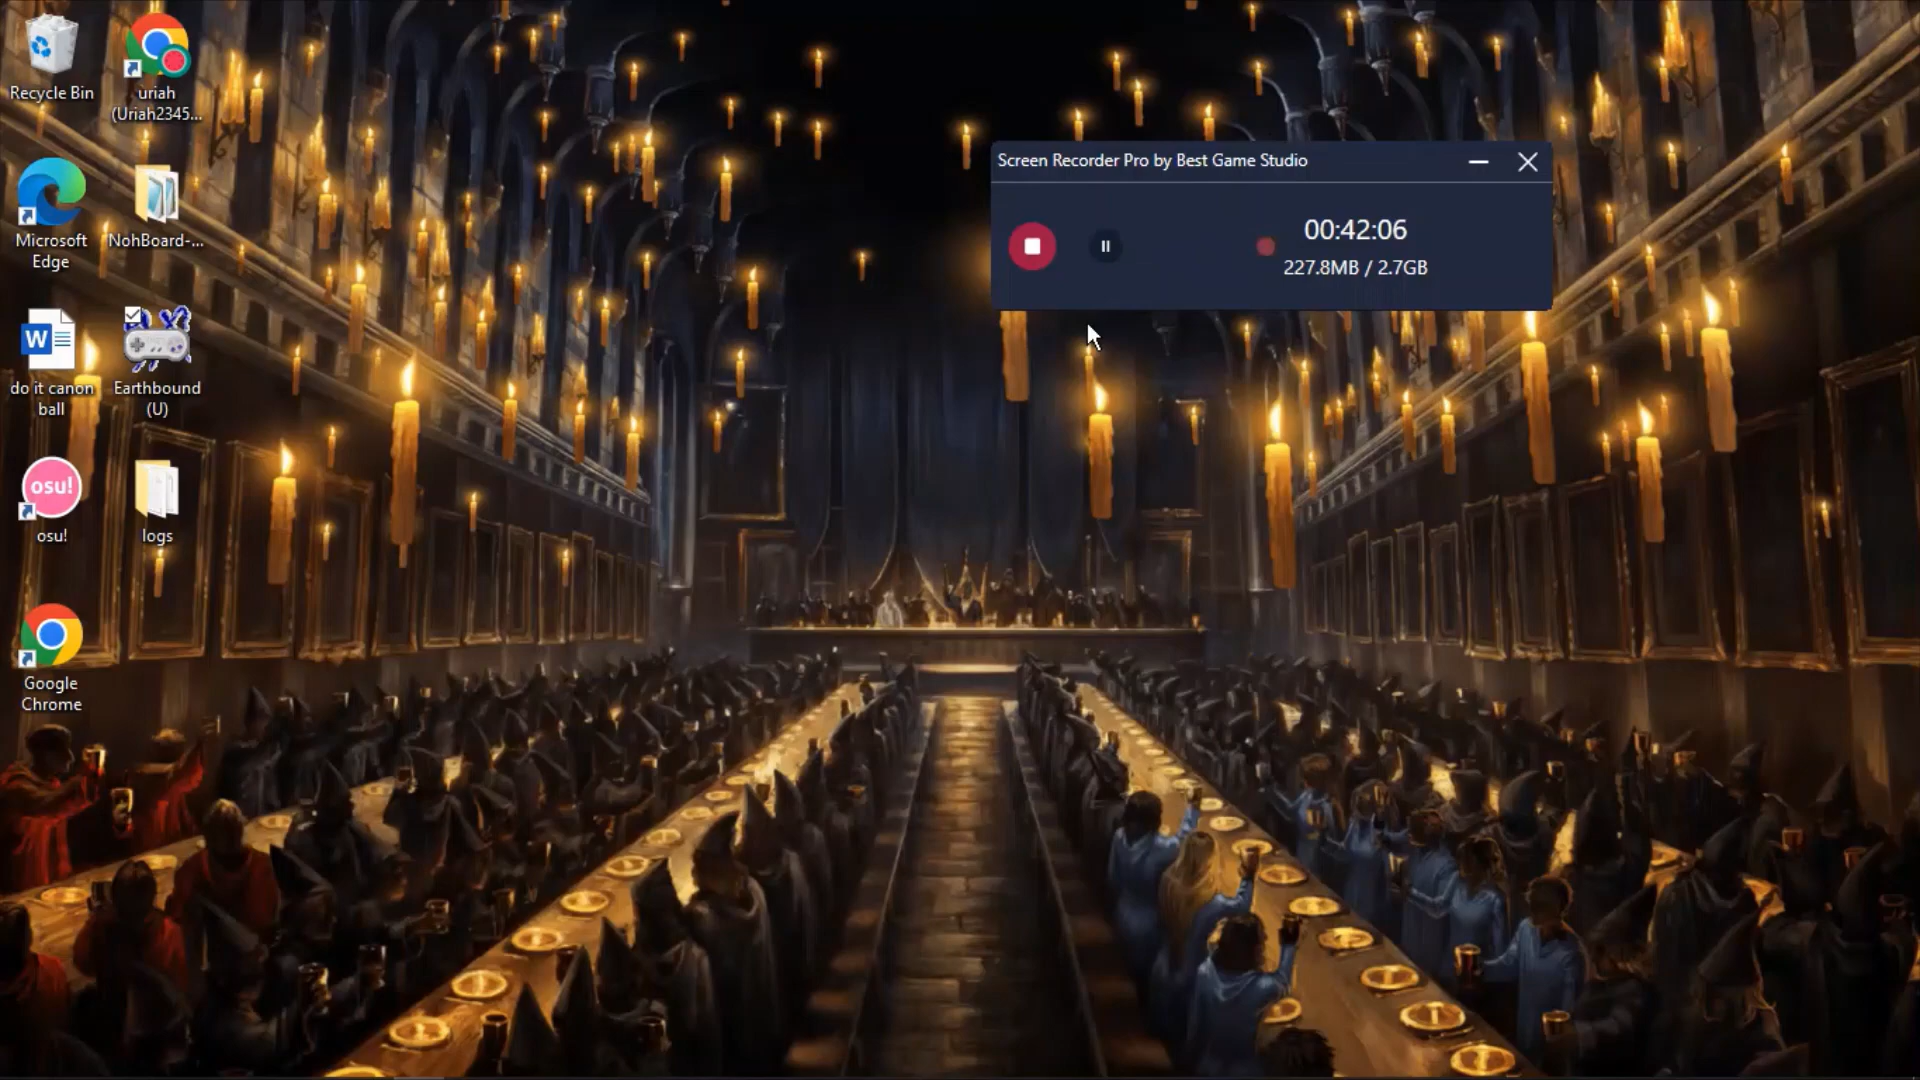 Recycle Bin
uriah
(Uriah2345...
Microsoft
Edge
NohBoard-...
W
do it canon
ball
Earthbound
(U)
osu!
osu!
logs
Google
Chrome
Screen Recorder Pro by Best Game Studio
00:42:06
227.8MB / 2.7GB